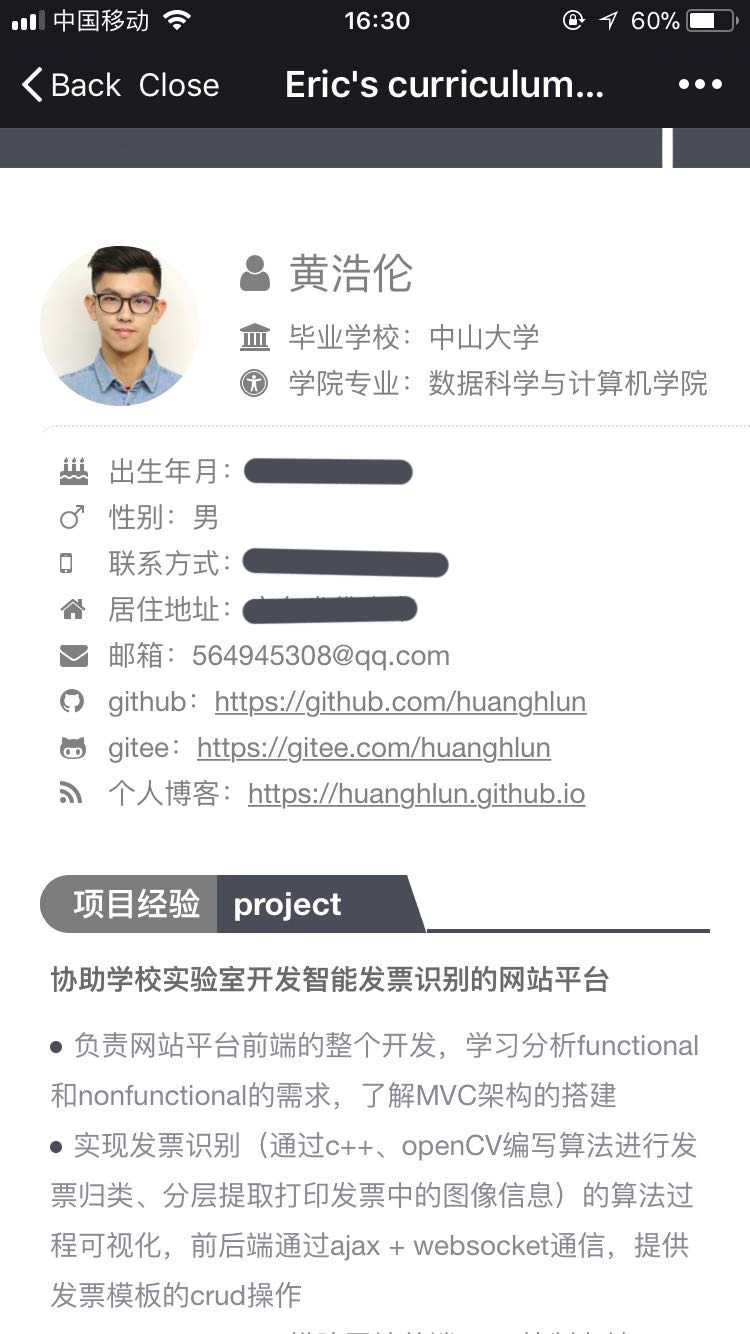 中国移动 16:30 60%
Back Close Eric's curriculum...
黄浩伦
毕业学校：中山大学
学院专业：数据科学与计算机学院
出生年月：
性别：男
联系方式：
居住地址：
邮箱：564945308@qq.com
github：https://github.com/huanghlun
gitee：https://gitee.com/huanghlun
个人博客：https://huanghlun.github.io
项目经验 project
协助学校实验室开发智能发票识别的网站平台
● 负责网站平台前端的整个开发，学习分析functional
和nonfunctional的需求，了解MVC架构的搭建
● 实现发票识别（通过c++、openCV编写算法进行发
票归类、分层提取打印发票中的图像信息）的算法过
程可视化，前后端通过ajax + websocket通信，提供
发票模板的crud操作